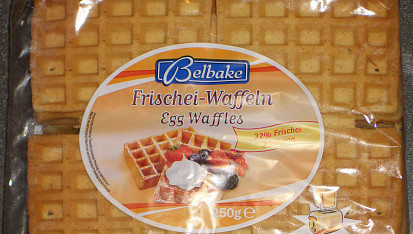 Belbake
Frischei-Waffeln
Egg Waffles
32% Frischei
250g e